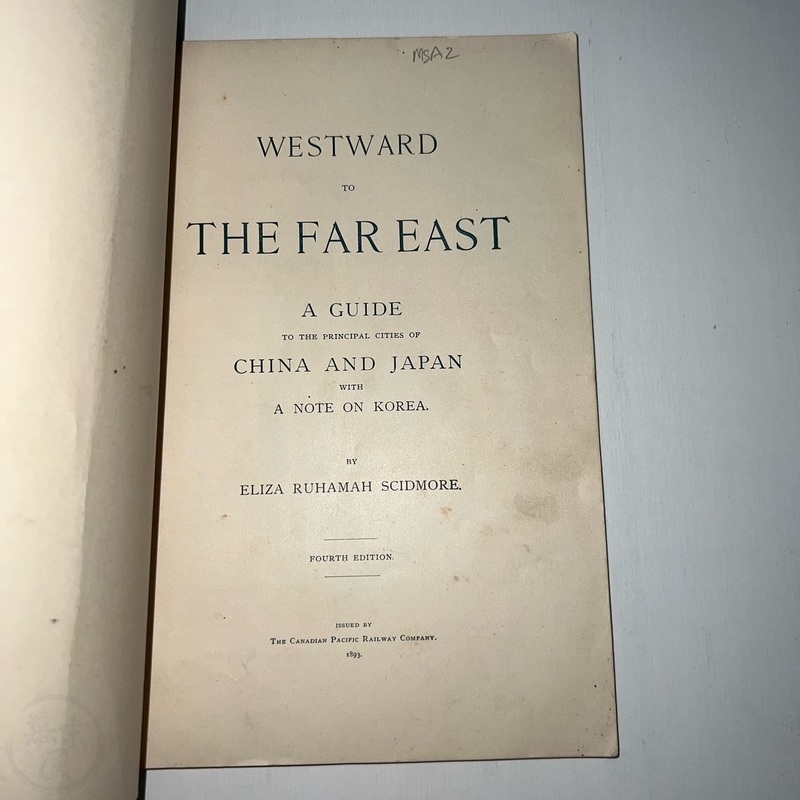 MSA2
WESTWARD
TO
THE FAR EAST
A GUIDE
TO THE PRINCIPAL CITIES OF
CHINA AND JAPAN
WITH
A NOTE ON KOREA.
BY
ELIZA RUHAMAH SCIDMORE.
FOURTH EDITION.
ISSUED BY
THE CANADIAN PACIFIC RAILWAY COMPANY.
1893.